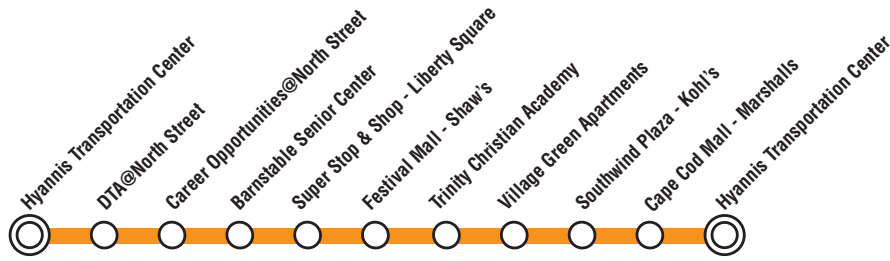 Hyannis Transportation Center
DTA@North Street
Career Opportunities@North Street
Barnstable Senior Center
Super Stop & Shop - Liberty Square
Festival Mall - Shaw's
Trinity Christian Academy
Village Green Apartments
Southwind Plaza - Kohl's
Cape Cod Mall - Marshalls
Hyannis Transportation Center